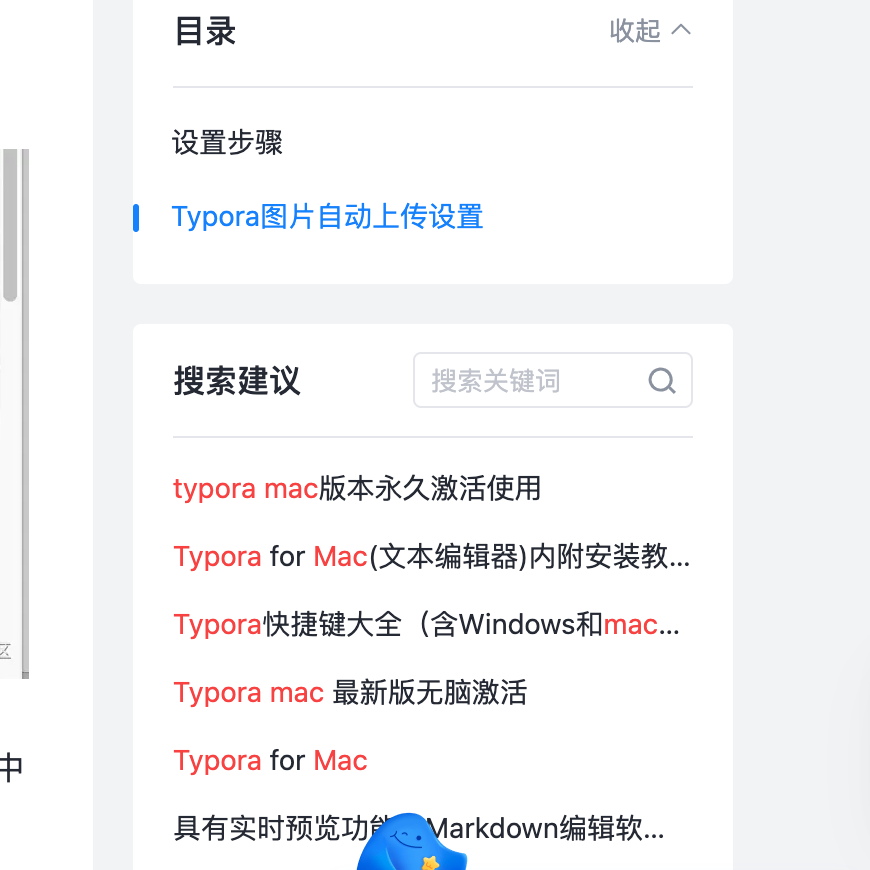 目录
收起
设置步骤
Typora图片自动上传设置
搜索建议
搜索关键词
typora mac版本永久激活使用
Typora for Mac(文本编辑器)内附安装教...
Typora快捷键大全（含Windows和mac...
区
Typora mac 最新版无脑激活
Typora for Mac
中
具有实时预览功能 Markdown编辑软...